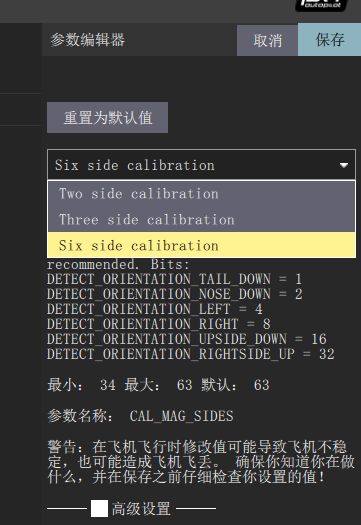 autopilot
参数编辑器
取消
保存
重置为默认值
Six side calibration
Two side calibration
Three side calibration
Six side calibration
recommended. Bits:
DETECT_ORIENTATION_TAIL_DOWN = 1
DETECT_ORIENTATION_NOSE_DOWN = 2
DETECT_ORIENTATION_LEFT = 4
DETECT_ORIENTATION_RIGHT = 8
DETECT_ORIENTATION_UPSIDE_DOWN = 16
DETECT_ORIENTATION_RIGHTSIDE_UP = 32
最小: 34 最大: 63 默认: 63
参数名称: CAL_MAG_SIDES
警告:在飞机飞行时修改值可能导致飞机不稳
定,也可能造成飞机飞丢。 确保你知道你在做
什么,并在保存之前仔细检查你设置的值!
高级设置